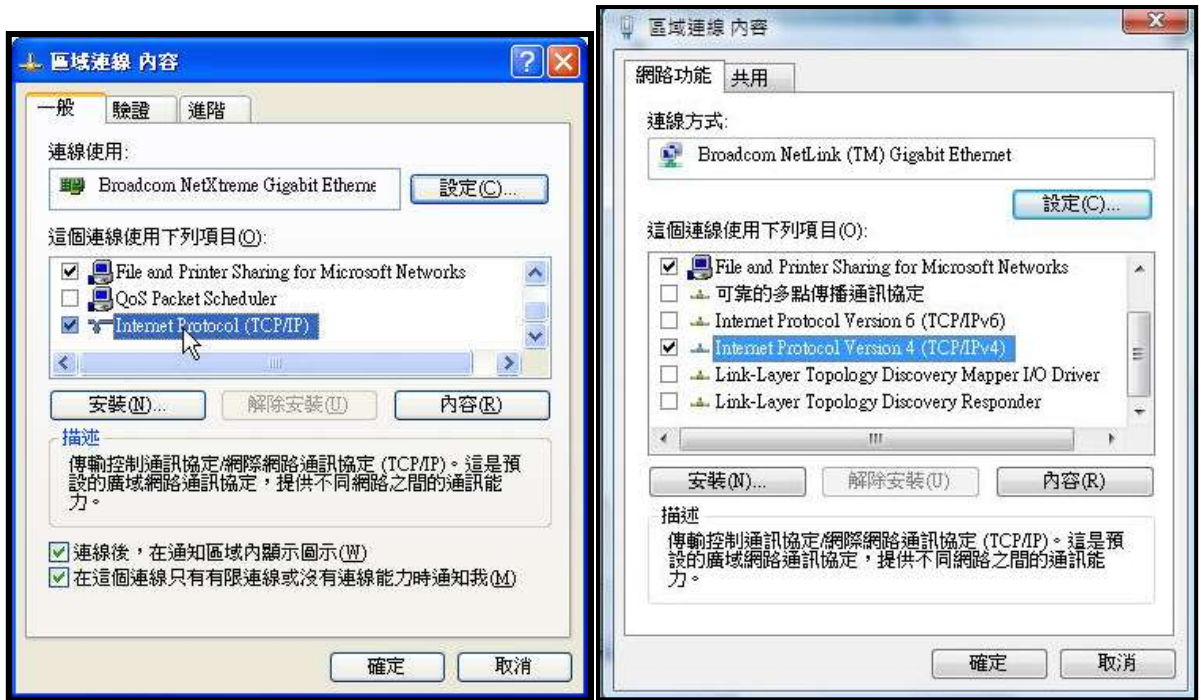 區域連線 內容
一般
驗證
進階
連線使用:
Broadcom NetXtreme Gigabit Etherne
設定(C)...
這個連線使用下列項目(O):
File and Printer Sharing for Microsoft Networks
QoS Packet Scheduler
Internet Protocol (TCP/IP)
安裝(N)...
解除安裝(U)
內容(R)
描述
傳輸控制通訊協定/網際網路通訊協定 (TCP/IP)。這是預
設的廣域網路通訊協定，提供不同網路之間的通訊能
力。
連線後，在通知區域內顯示圖示(W)
在這個連線只有有限連線或沒有連線能力時通知我(M)
確定
取消
區域連線 內容
網路功能
共用
連線方式:
Broadcom NetLink (TM) Gigabit Ethernet
設定(C)...
這個連線使用下列項目(O):
File and Printer Sharing for Microsoft Networks
可靠的多點傳播通訊協定
Internet Protocol Version 6 (TCP/IPv6)
Internet Protocol Version 4 (TCP/IPv4)
Link-Layer Topology Discovery Mapper I/O Driver
Link-Layer Topology Discovery Responder
安裝(N)...
解除安裝(U)
內容(R)
描述
傳輸控制通訊協定/網際網路通訊協定 (TCP/IP)。這是預
設的廣域網路通訊協定，提供不同網路之間的通訊能
力。
確定
取消